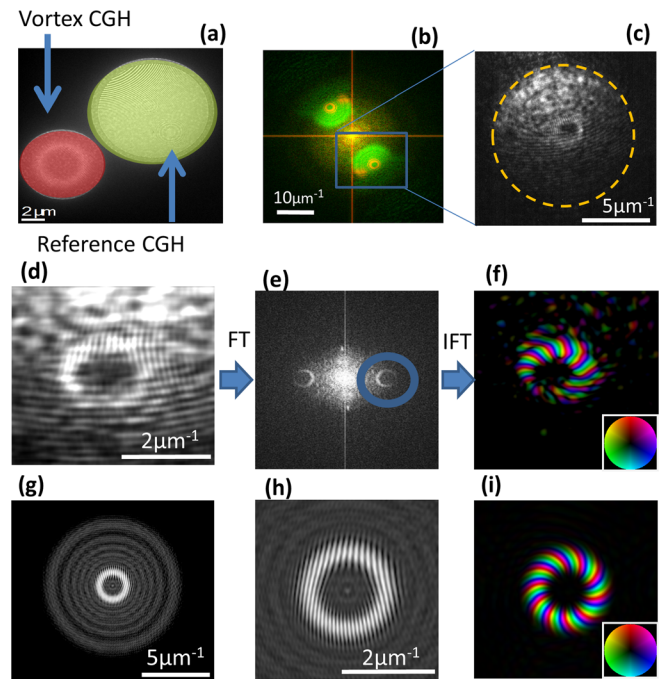 Vortex CGH
(a)
(b)
(c)
2μm
10μm⁻¹
5μm⁻¹
Reference CGH
(d)
(e)
(f)
FT
IFT
2μm⁻¹
(g)
(h)
(i)
5μm⁻¹
2μm⁻¹